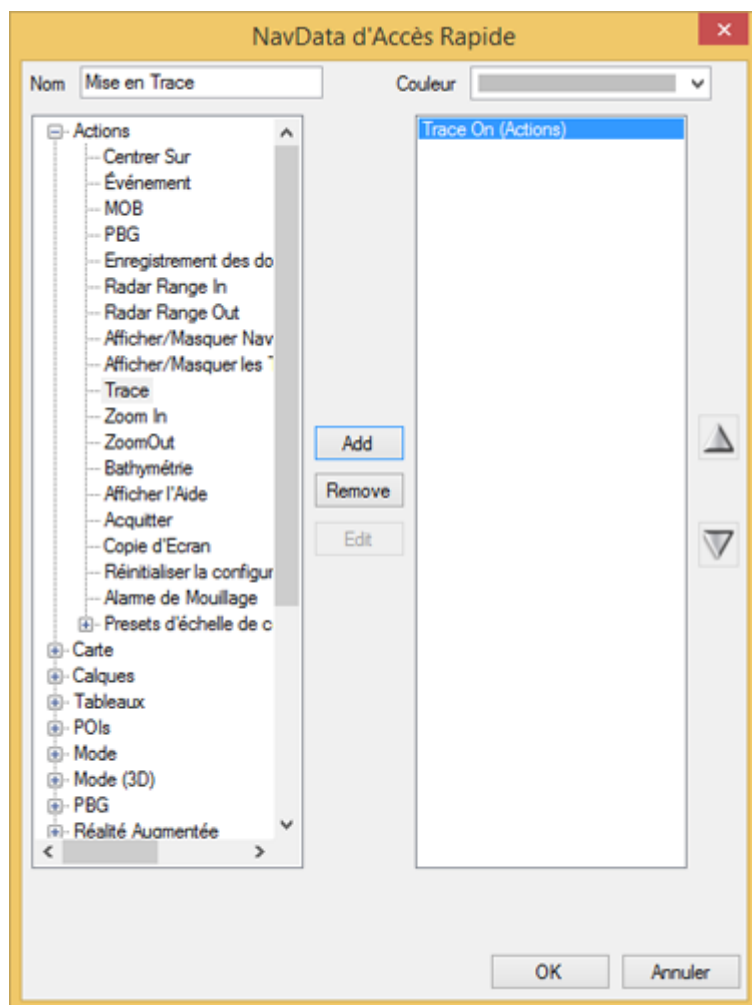 NavData d'Accès Rapide
Nom Mise en Trace Couleur
Actions
Centrer Sur
Événement
MOB
PBG
Enregistrement des do
Radar Range In
Radar Range Out
Afficher/Masquer Nav
Afficher/Masquer les T
Trace
Zoom In
ZoomOut
Bathymétrie
Afficher l'Aide
Acquitter
Copie d'Ecran
Réinitialiser la configur
Alarme de Mouillage
Presets d'échelle de c
Carte
Calques
Tableaux
POIs
Mode
Mode (3D)
PBG
Réalité Augmentée
Add
Remove
Edit
Trace On (Actions)
OK Annuler